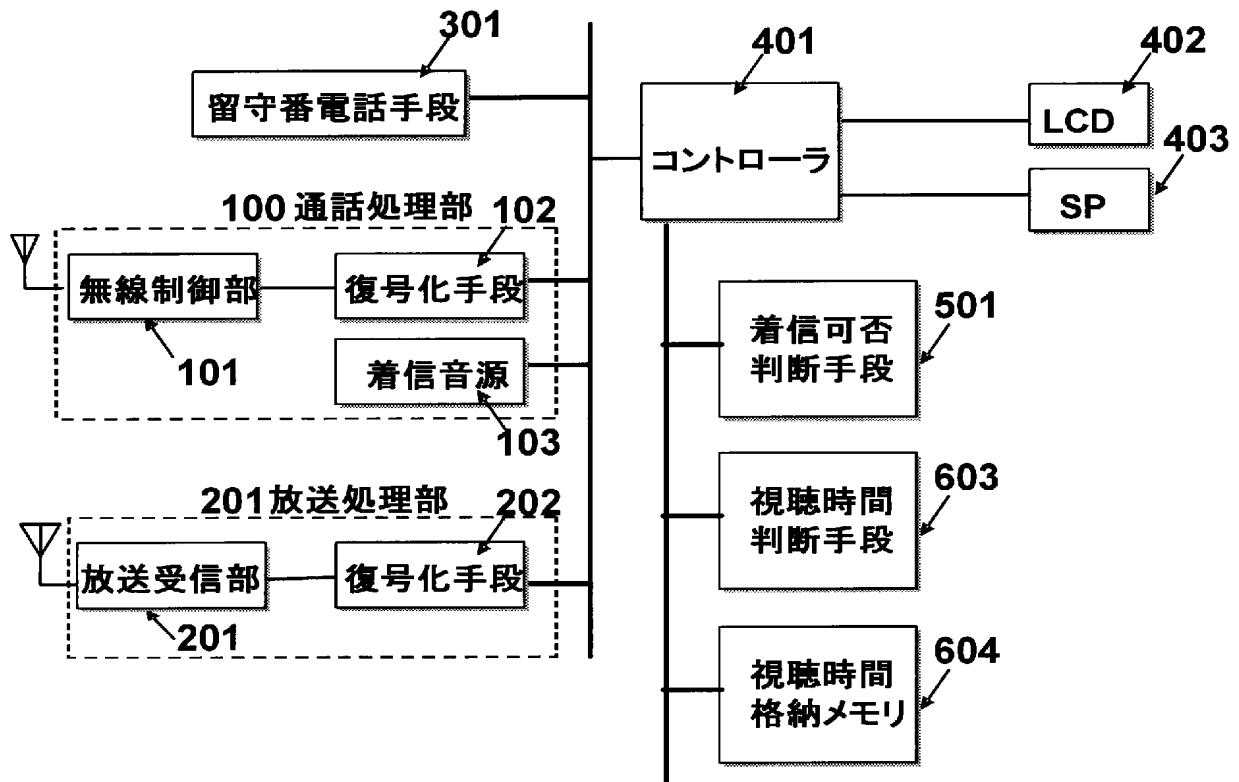 301
留守番電話手段
401
コントローラ
402
LCD
403
SP
100 通話処理部
102
無線制御部
復号化手段
101
着信音源
103
201 放送処理部
202
放送受信部
復号化手段
201
着信可否
判断手段
501
視聴時間
判断手段
603
視聴時間
格納メモリ
604